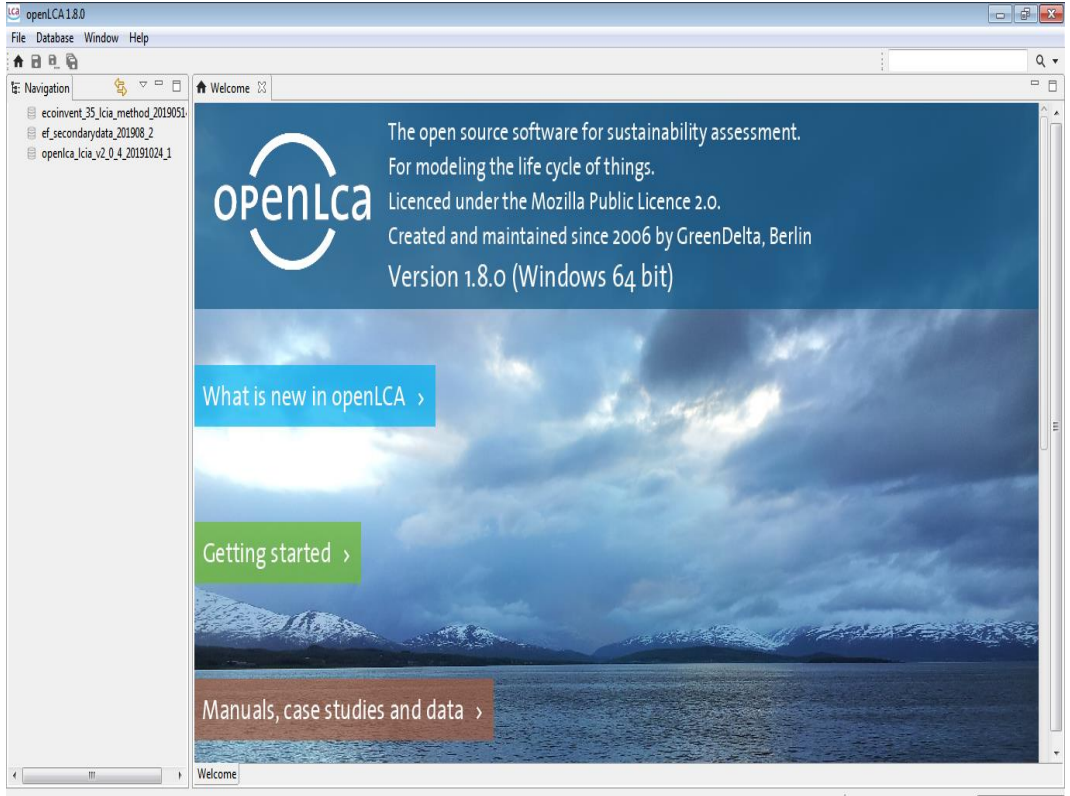 openLCA 1.8.0
File Database Window Help
Navigation
Welcome
ecoinvent_35_lcia_method_2019051
ef_secondarydata_201908_2
openlca_lcia_v2_0_4_20191024_1
openLca
The open source software for sustainability assessment.
For modeling the life cycle of things.
Licenced under the Mozilla Public Licence 2.0.
Created and maintained since 2006 by GreenDelta, Berlin
Version 1.8.0 (Windows 64 bit)
What is new in openLCA ›
Getting started ›
Manuals, case studies and data ›
Welcome